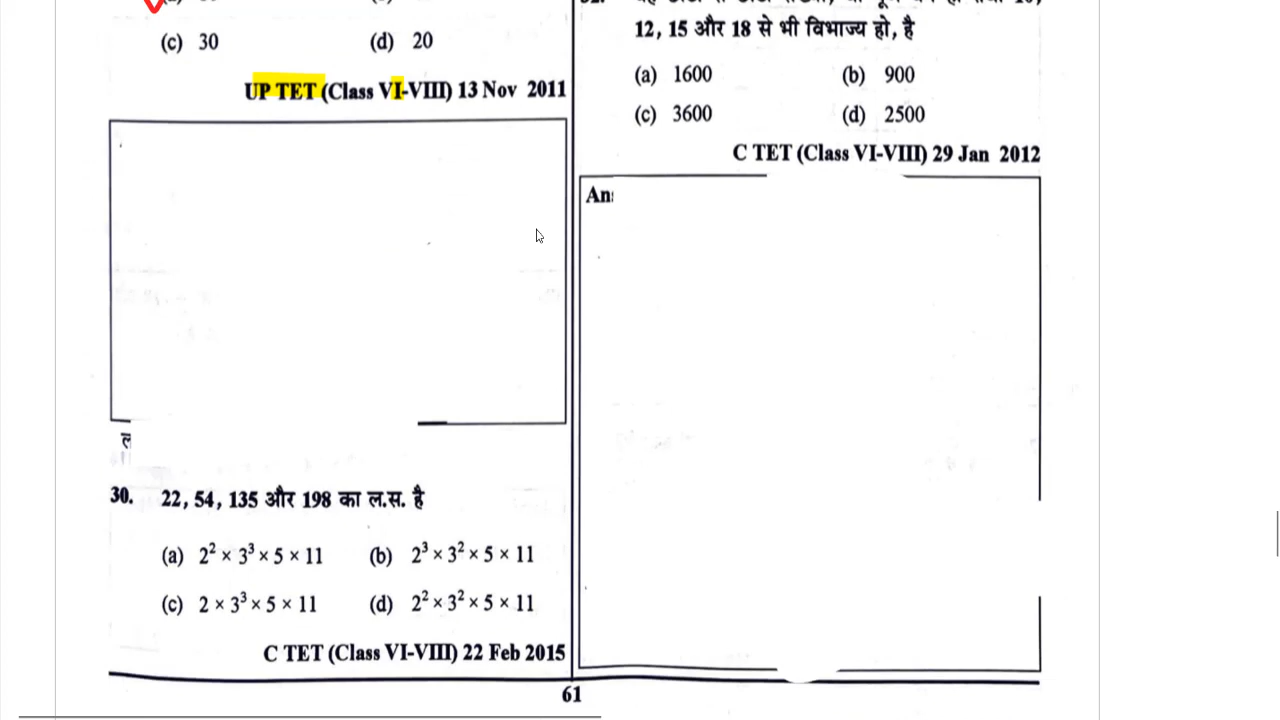 (c) 30 (d) 20
UP TET (Class VI-VIII) 13 Nov 2011
ल
30. 22, 54, 135 और 198 का ल.स. है
(a) 2² × 3³ × 5 × 11 (b) 2³ × 3² × 5 × 11
(c) 2 × 3³ × 5 × 11 (d) 2² × 3² × 5 × 11
C TET (Class VI-VIII) 22 Feb 2015
12, 15 और 18 से भी विभाज्य हो, है
(a) 1600 (b) 900
(c) 3600 (d) 2500
C TET (Class VI-VIII) 29 Jan 2012
An
61